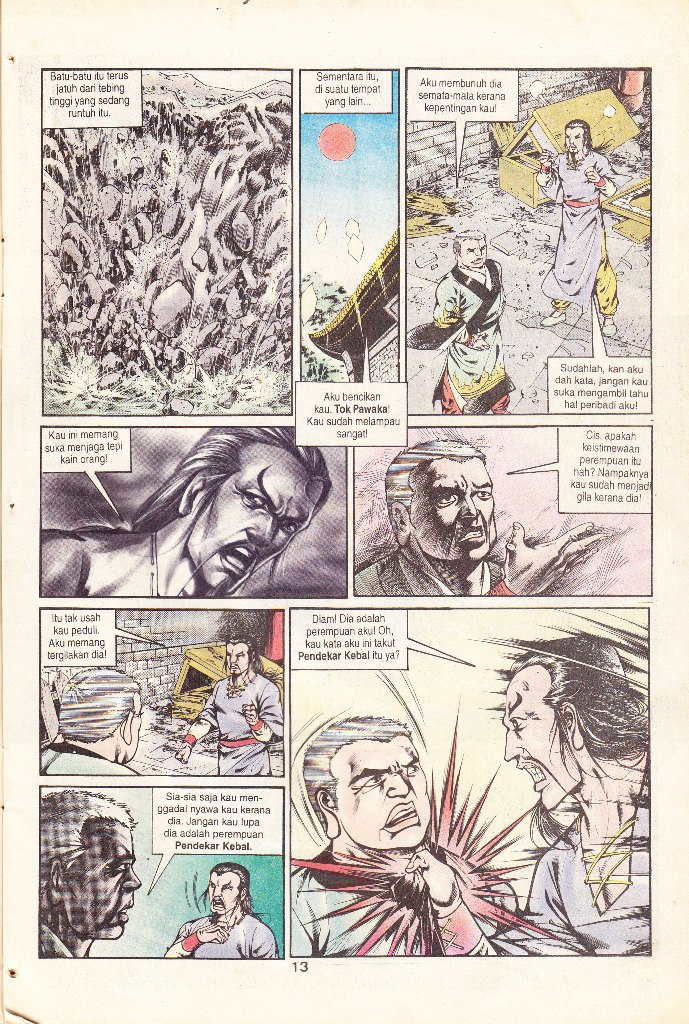 Batu-batu itu terus
jatuh dari tebing
tinggi yang sedang
runtuh itu.
Sementara itu,
di suatu tempat
yang lain...
Aku bencikan
kau, Tok Pawaka!
Kau sudah melampau
sangat!
Aku membunuh dia
semata-mata kerana
kepentingan kau!
Sudahlah, kan aku
dah kata, jangan kau
suka mengambil tahu
hal peribadi aku!
Kau ini memang
suka menjaga tepi
kain orang!
Cis, apakah
keistimewaan
perempuan itu
hah? Nampaknya
kau sudah menjadi
gila kerana dia!
Itu tak usah
kau peduli.
Aku memang
tergilakan dia!
Sia-sia saja kau men-
ggadai nyawa kau kerana
dia. Jangan kau lupa
dia adalah perempuan
Pendekar Kebal.
Diam! Dia adalah
perempuan aku! Oh,
kau kata aku ini takut
Pendekar Kebal itu ya?
13